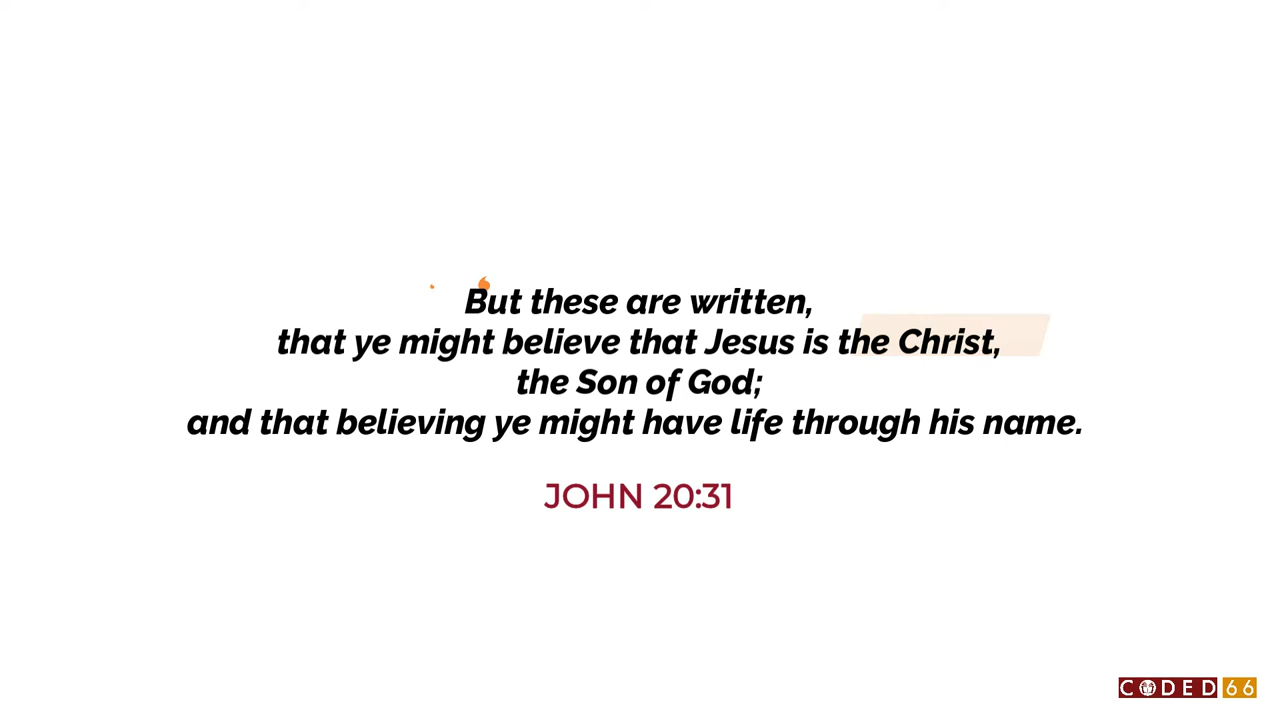 But these are written,
that ye might believe that Jesus is the Christ,
the Son of God;
and that believing ye might have life through his name.
JOHN 20:31
CODED 66